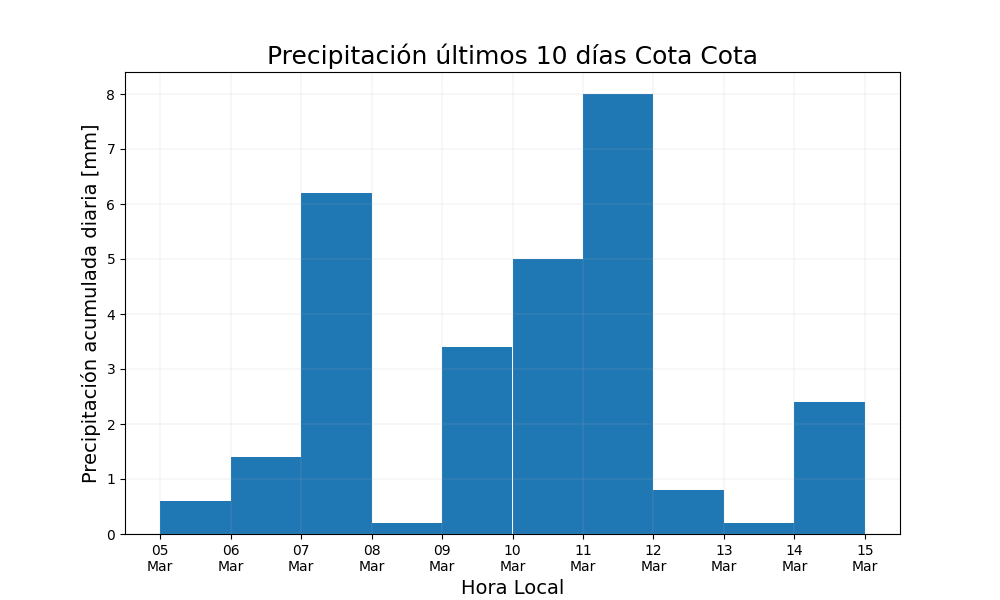 Precipitación últimos 10 días Cota Cota
Precipitación acumulada diaria [mm]
8
7
6
5
4
3
2
1
0
05 06 07 08 09 10 11 12 13 14 15
Mar Mar Mar Mar Mar Mar Mar Mar Mar Mar Mar
Hora Local